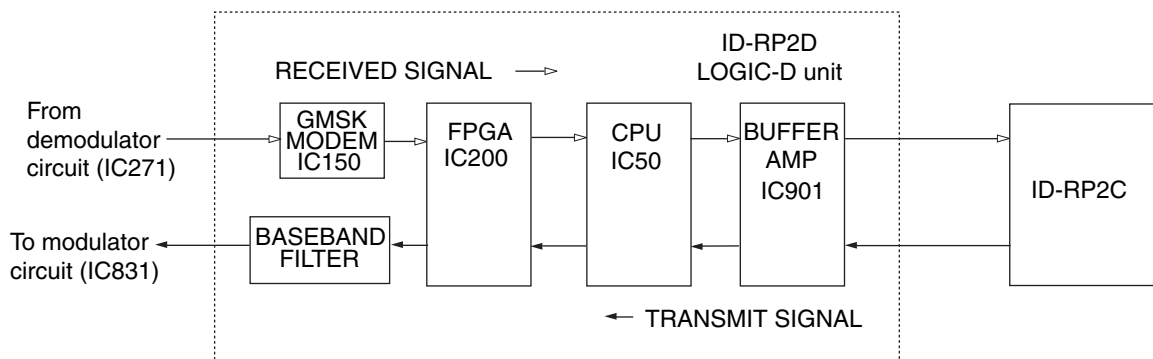 ID-RP2D
LOGIC-D unit
RECEIVED SIGNAL
From
demodulator
circuit (IC271)
GMSK
MODEM
IC150
FPGA
IC200
CPU
IC50
BUFFER
AMP
IC901
ID-RP2C
To modulator
circuit (IC831)
BASEBAND
FILTER
TRANSMIT SIGNAL